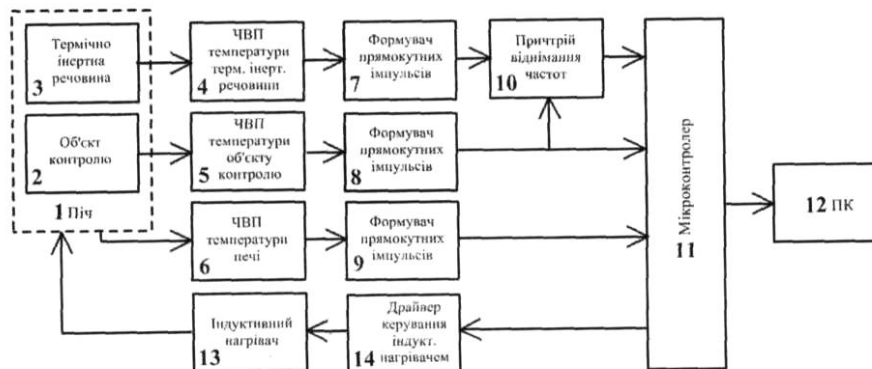 Термічно
інертна
речовина
3
ЧВП
температури
терм. інерт.
речовини
4
Формувач
прямокутних
імпульсів
7
Причтрій
віднімання
частот
10
Об'єкт
контролю
2
ЧВП
температури
об'єкту
контролю
5
Формувач
прямокутних
імпульсів
8
1 Піч
ЧВП
температури
печі
6
Формувач
прямокутних
імпульсів
9
Індуктивний
нагрівач
13
Драйвер
керування
індукт.
нагрівачем
14
Мікроконтролер
11
12 ПК